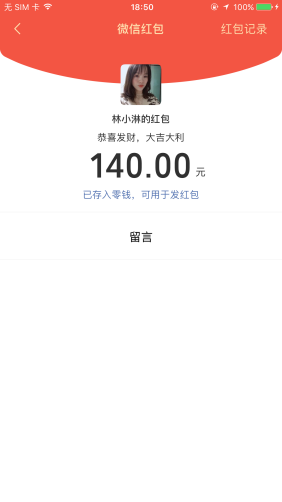 无 SIM 卡 18:50 100%
微信红包 红包记录
林小淋的红包
恭喜发财，大吉大利
140.00 元
已存入零钱，可用于发红包
留言